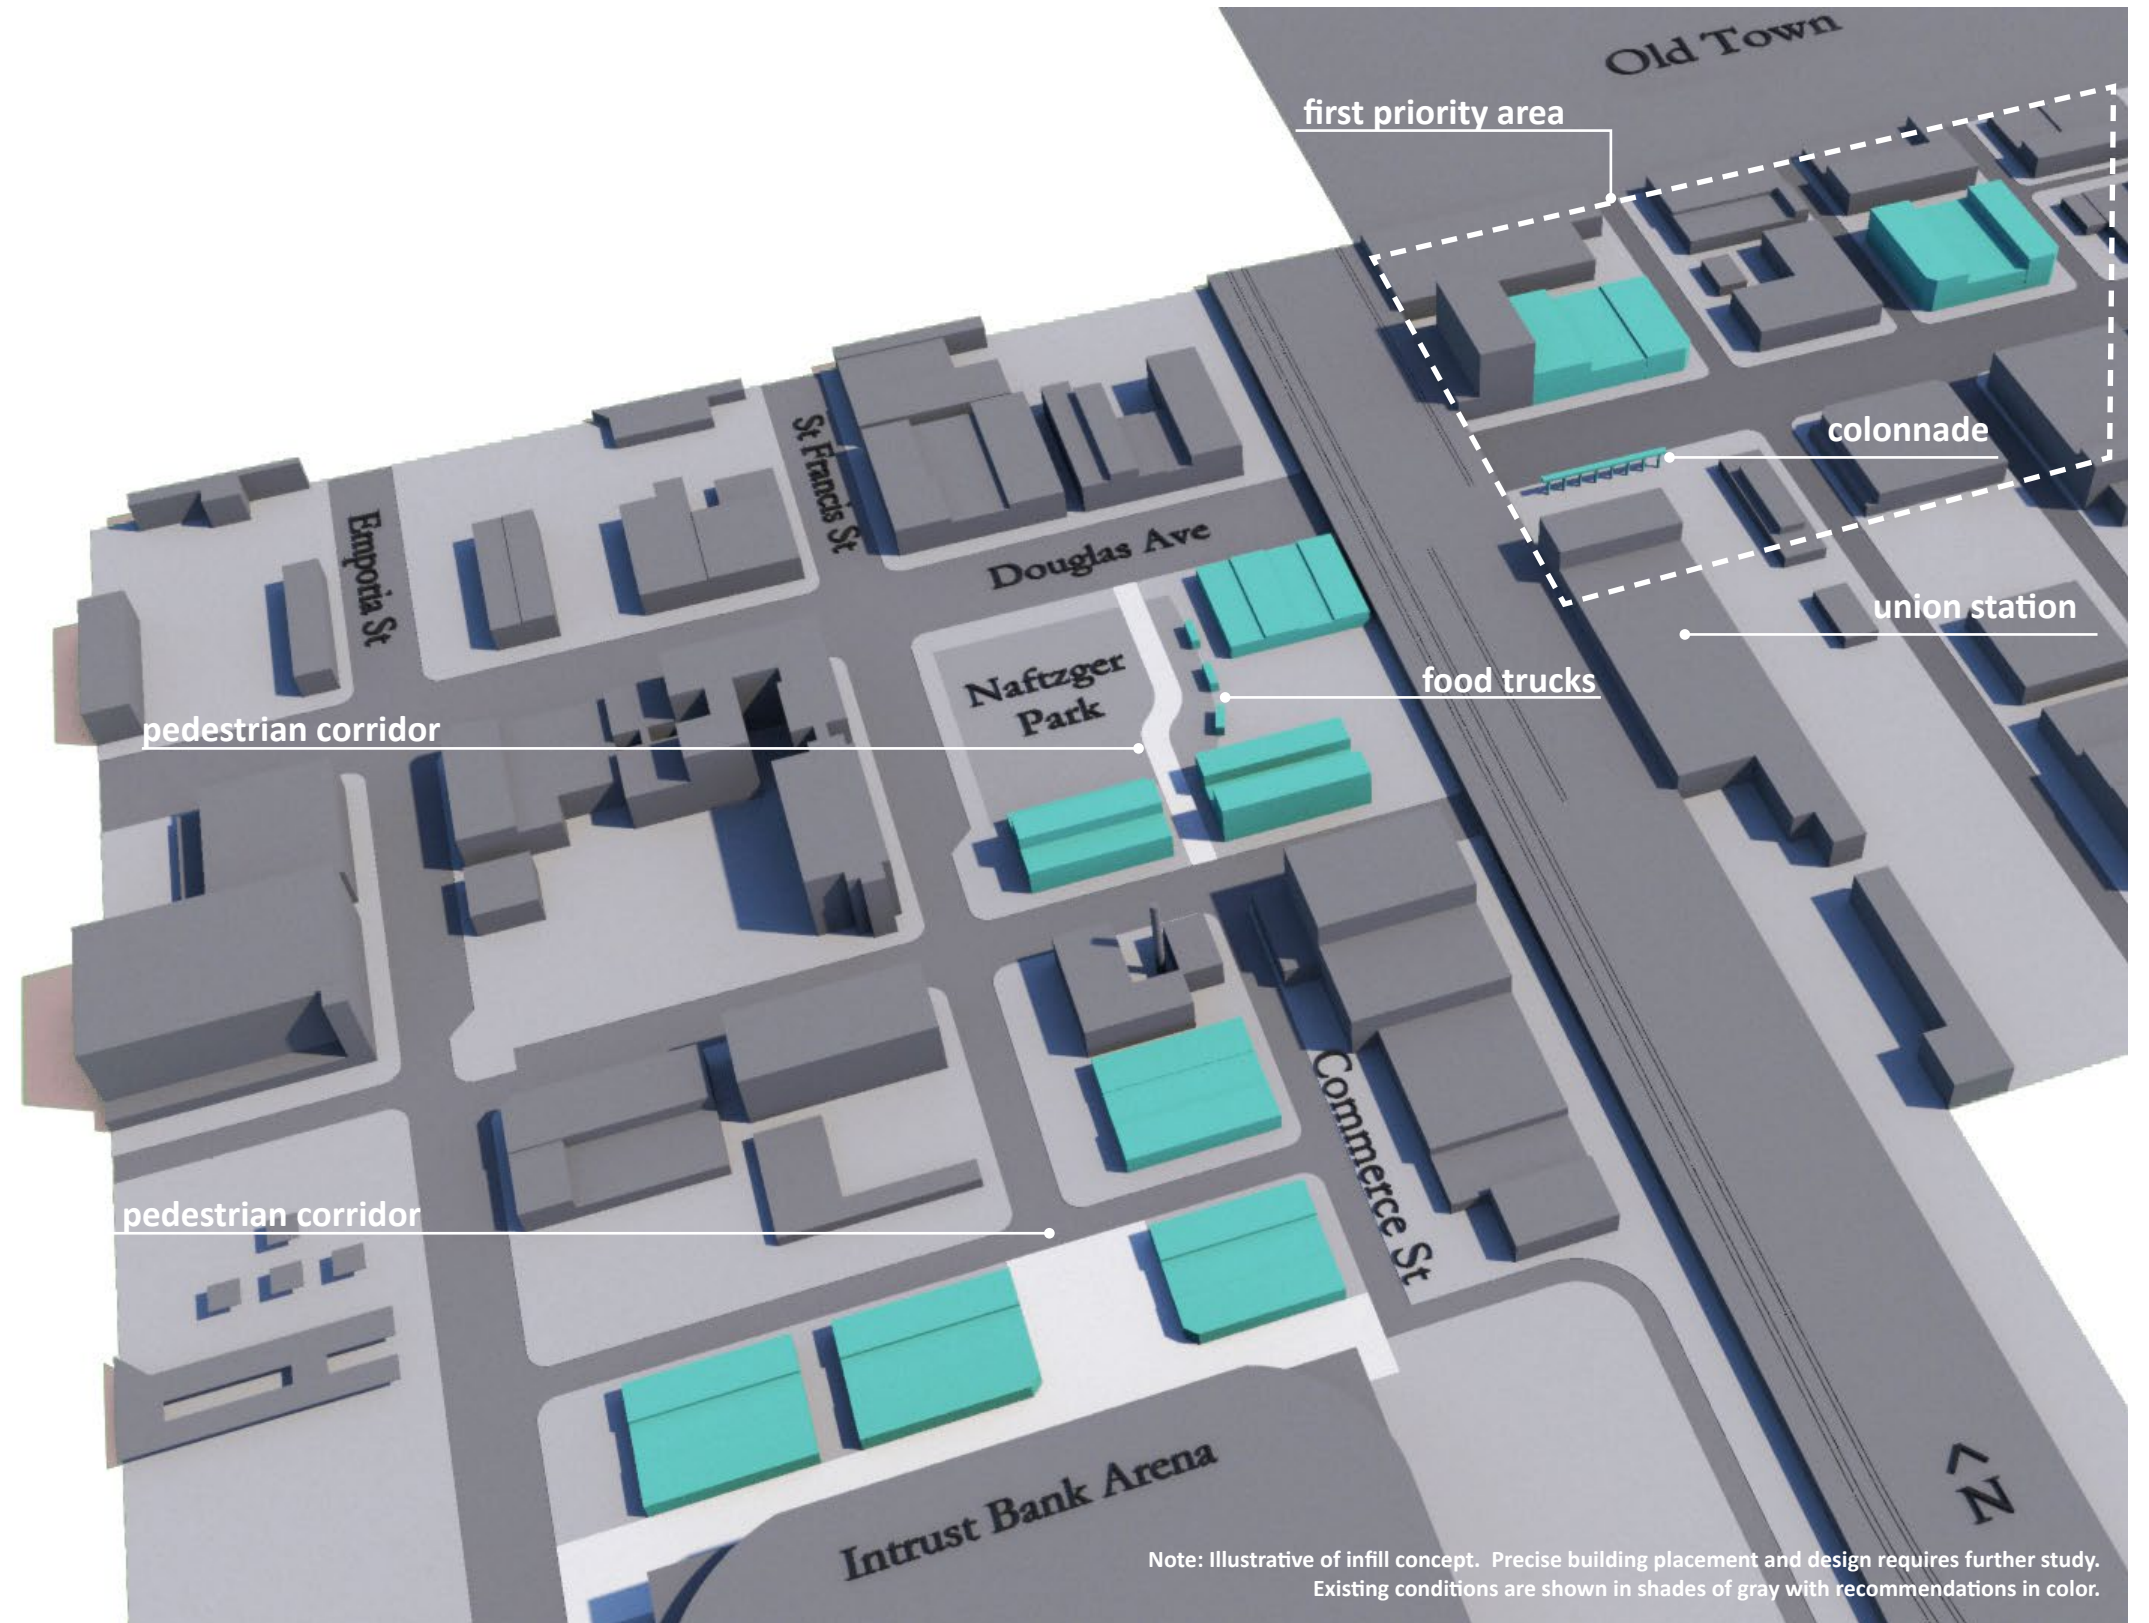 Old Town
first priority area
colonnade
St Francis St
Emporia St
Douglas Ave
union station
Naftzger
Park
food trucks
pedestrian corridor
Commerce St
pedestrian corridor
Intrust Bank Arena
N
Note: Illustrative of infill concept. Precise building placement and design requires further study.
Existing conditions are shown in shades of gray with recommendations in color.